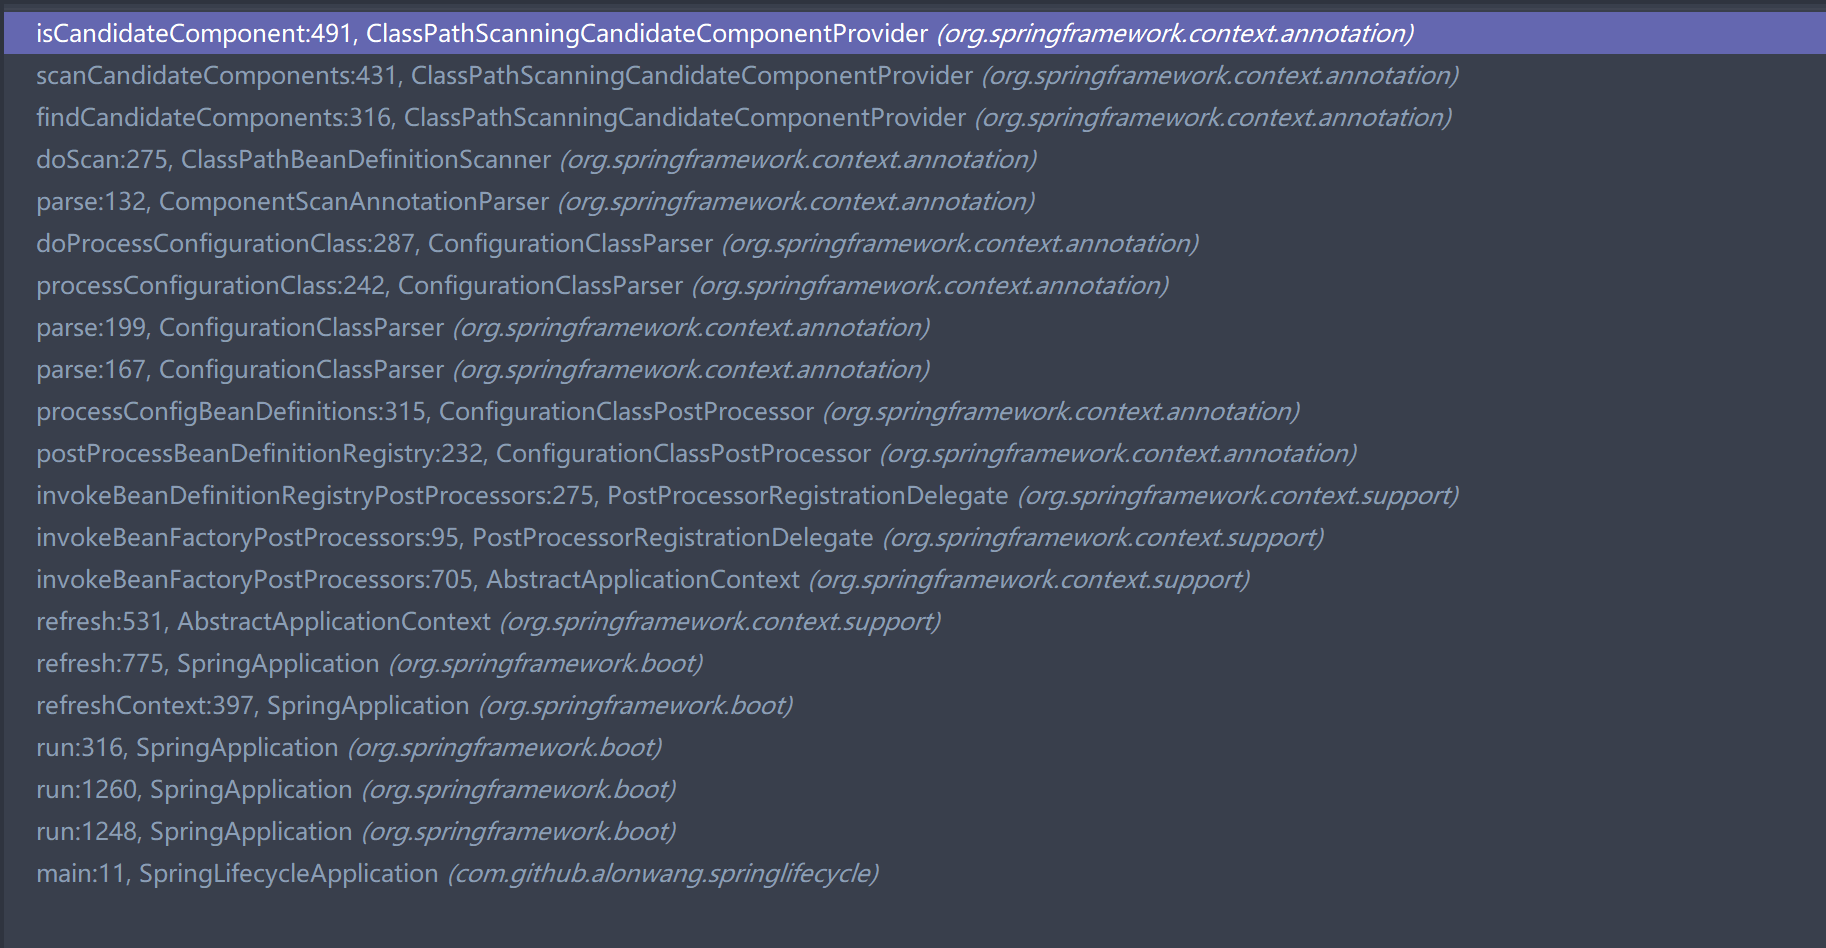 isCandidateComponent:491, ClassPathScanningCandidateComponentProvider (org.springframework.context.annotation)
scanCandidateComponents:431, ClassPathScanningCandidateComponentProvider (org.springframework.context.annotation)
findCandidateComponents:316, ClassPathScanningCandidateComponentProvider (org.springframework.context.annotation)
doScan:275, ClassPathBeanDefinitionScanner (org.springframework.context.annotation)
parse:132, ComponentScanAnnotationParser (org.springframework.context.annotation)
doProcessConfigurationClass:287, ConfigurationClassParser (org.springframework.context.annotation)
processConfigurationClass:242, ConfigurationClassParser (org.springframework.context.annotation)
parse:199, ConfigurationClassParser (org.springframework.context.annotation)
parse:167, ConfigurationClassParser (org.springframework.context.annotation)
processConfigBeanDefinitions:315, ConfigurationClassPostProcessor (org.springframework.context.annotation)
postProcessBeanDefinitionRegistry:232, ConfigurationClassPostProcessor (org.springframework.context.annotation)
invokeBeanDefinitionRegistryPostProcessors:275, PostProcessorRegistrationDelegate (org.springframework.context.support)
invokeBeanFactoryPostProcessors:95, PostProcessorRegistrationDelegate (org.springframework.context.support)
invokeBeanFactoryPostProcessors:705, AbstractApplicationContext (org.springframework.context.support)
refresh:531, AbstractApplicationContext (org.springframework.context.support)
refresh:775, SpringApplication (org.springframework.boot)
refreshContext:397, SpringApplication (org.springframework.boot)
run:316, SpringApplication (org.springframework.boot)
run:1260, SpringApplication (org.springframework.boot)
run:1248, SpringApplication (org.springframework.boot)
main:11, SpringLifecycleApplication (com.github.alonwang.springlifecycle)